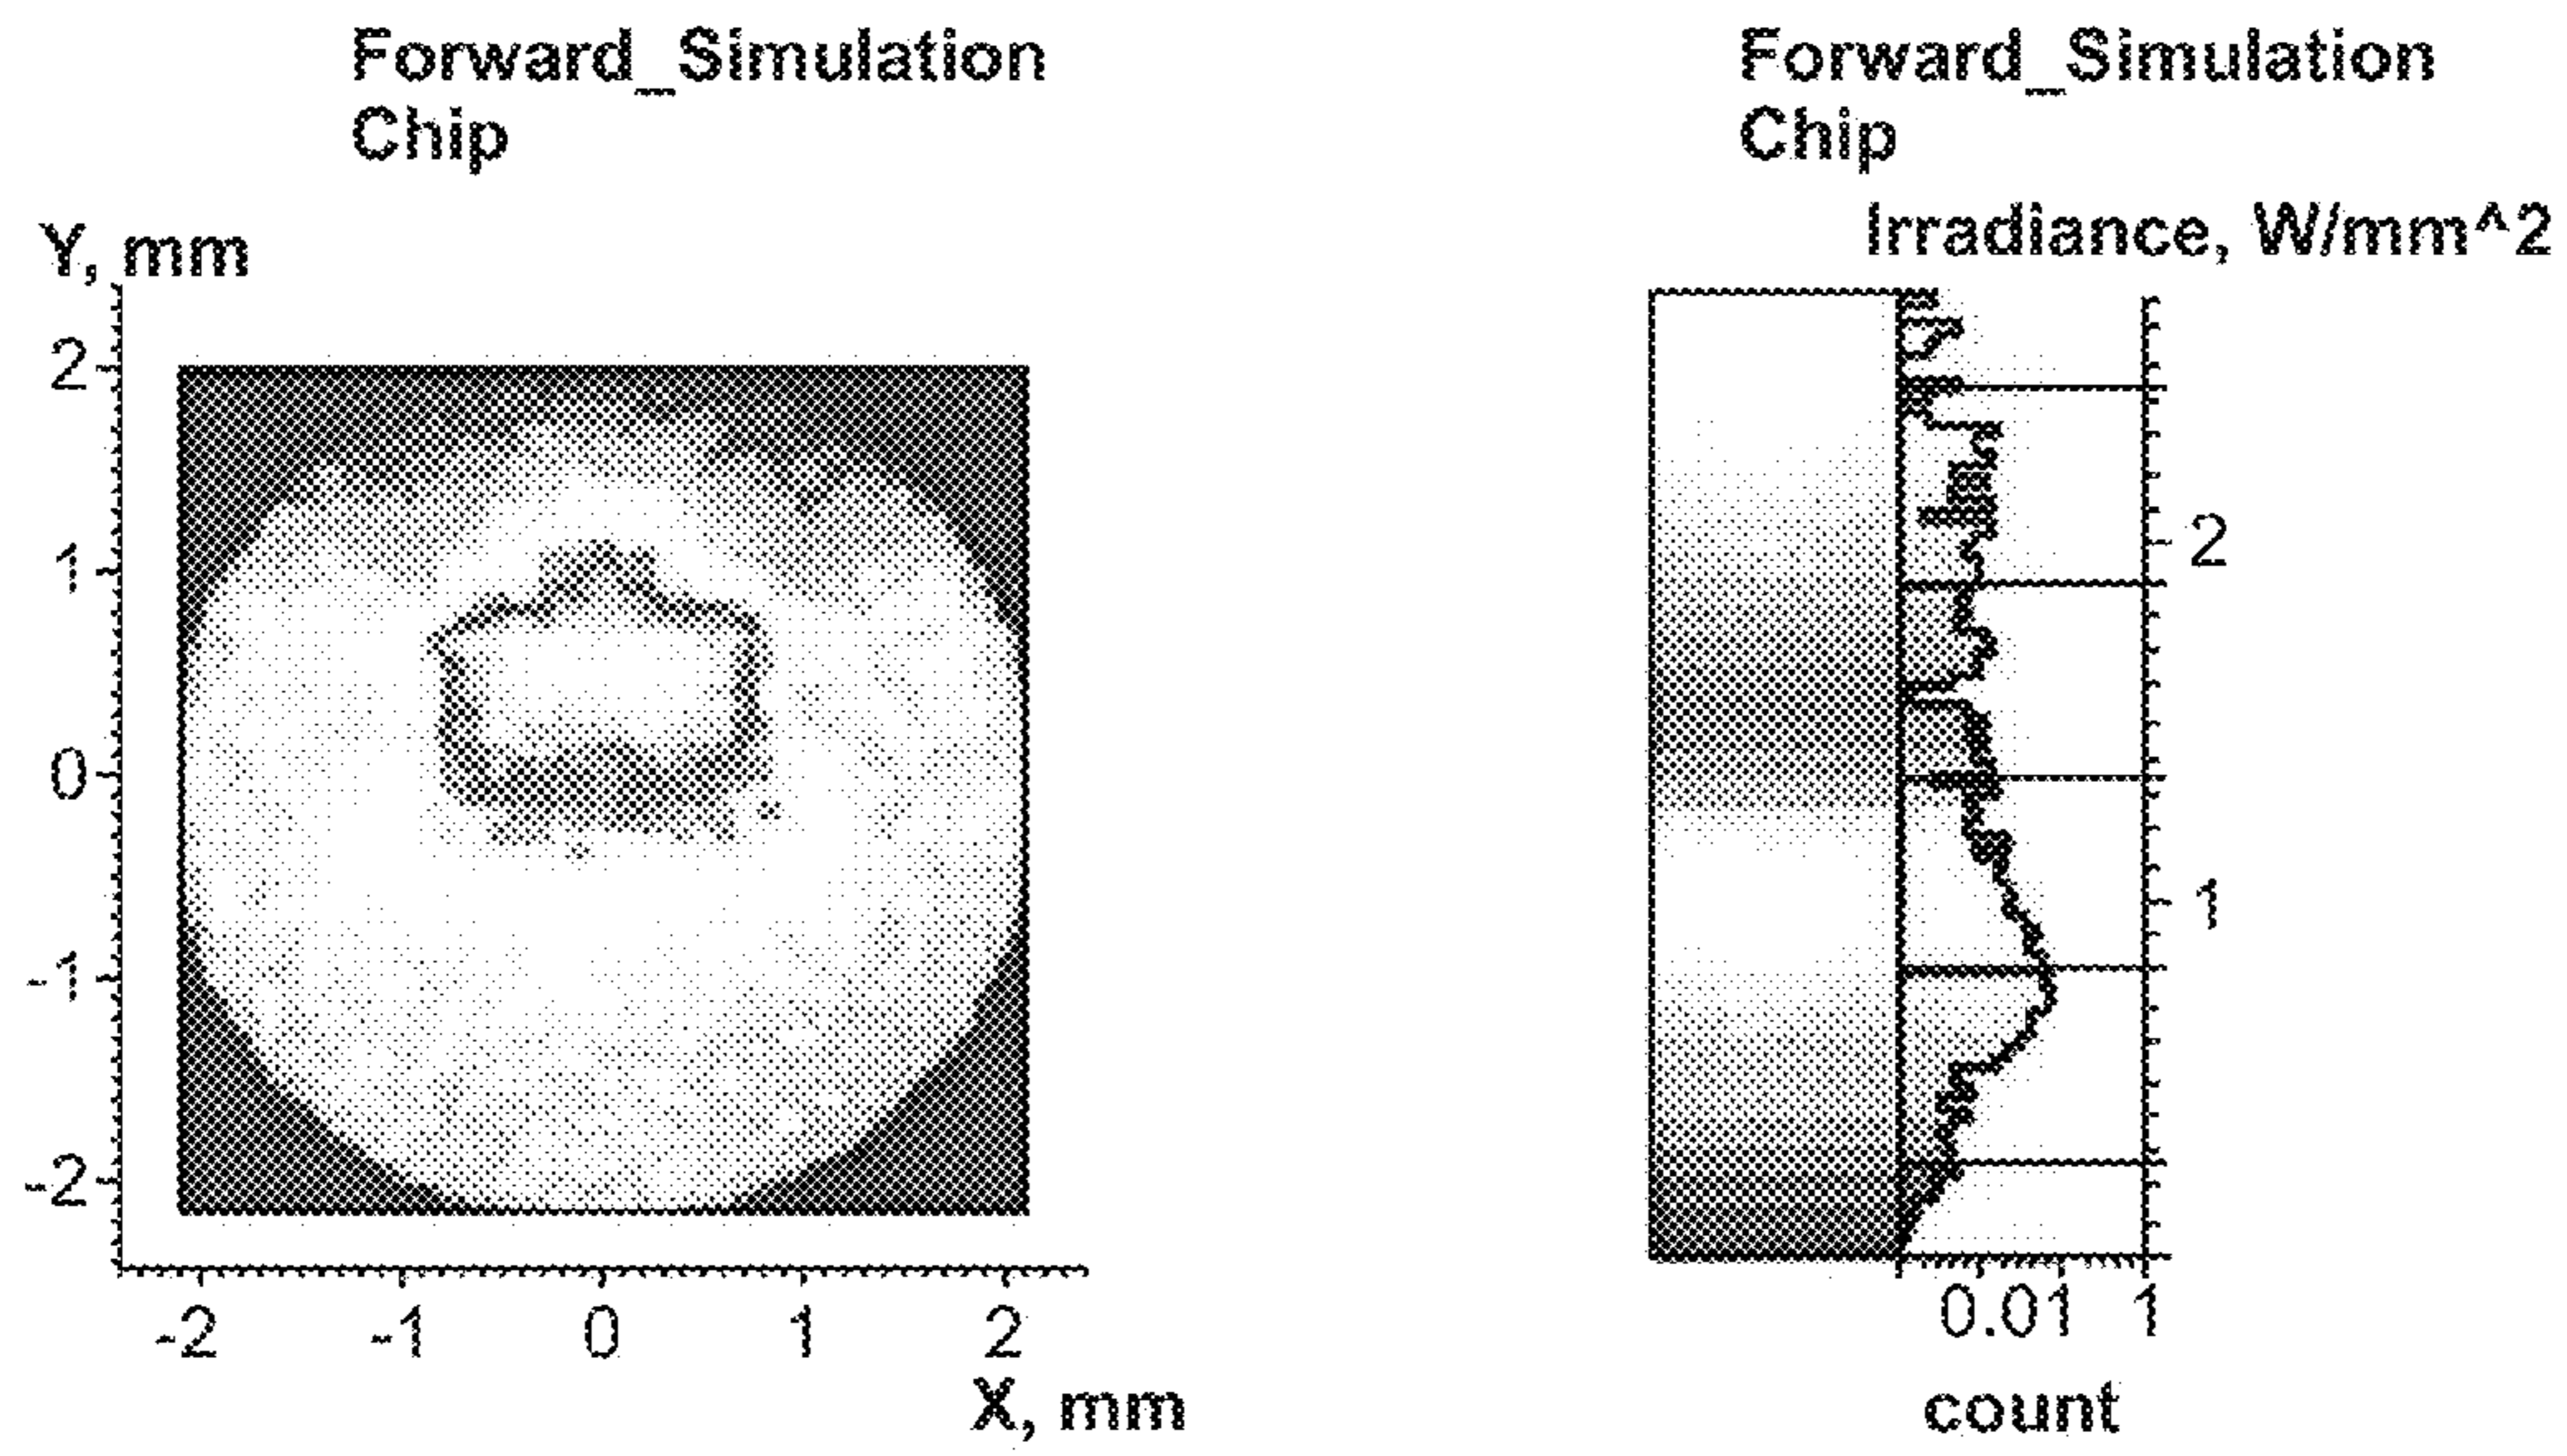 Forward_Simulation
Chip
Y, mm
2
1
0
-1
-2
-2 -1 0 1 2
X, mm
Forward_Simulation
Chip
Irradiance, W/mm^2
2
1
0.01 1
count